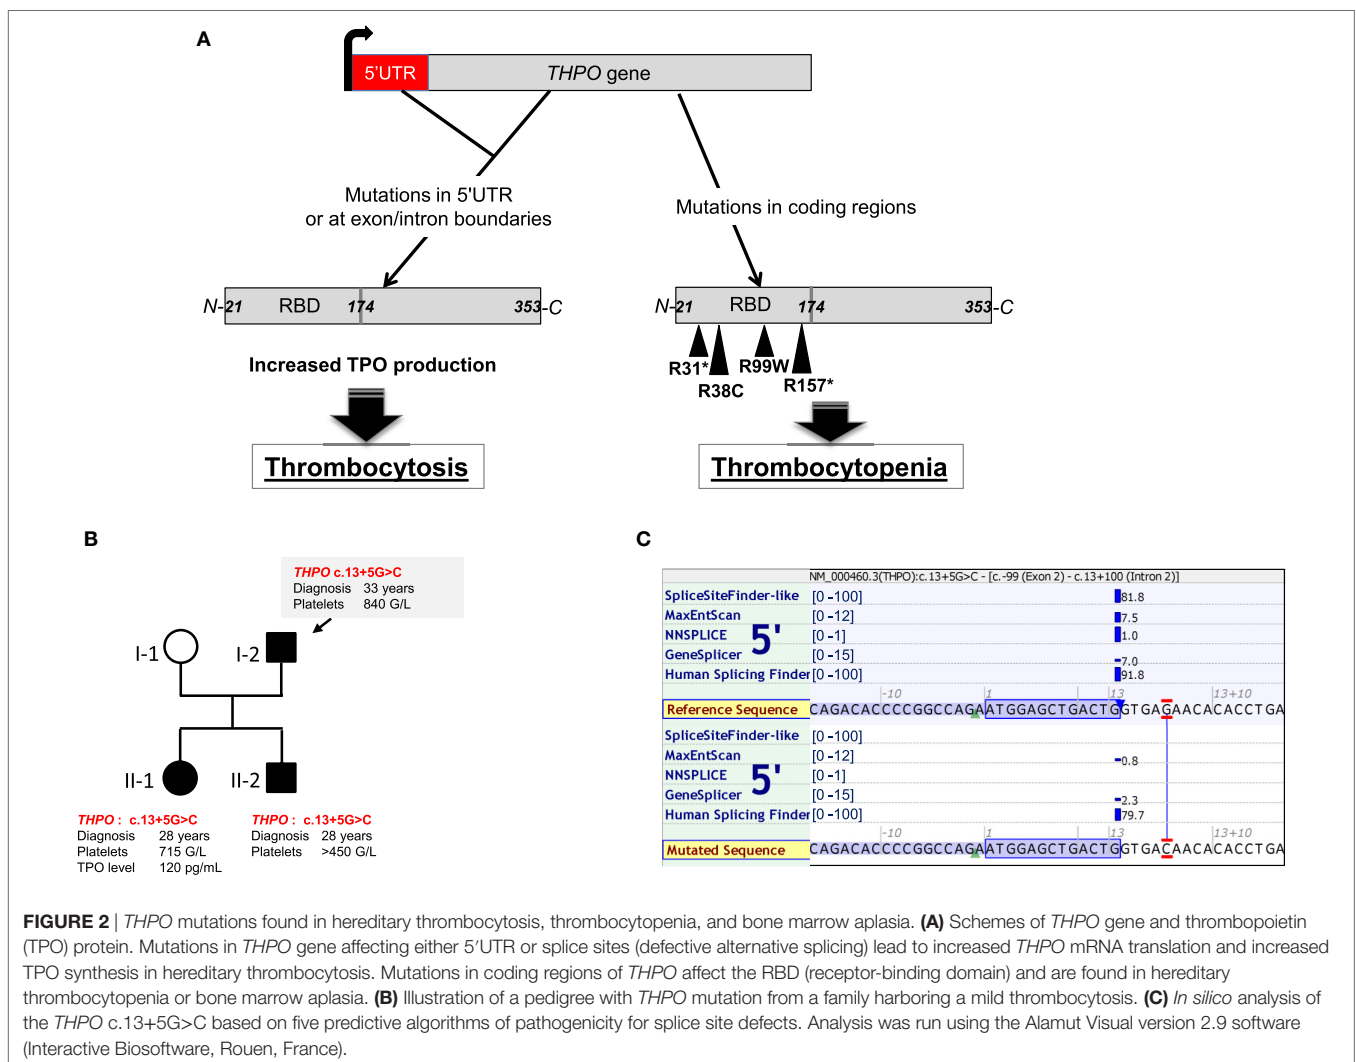 A
5'UTR
THPO gene
Mutations in 5'UTR
or at exon/intron boundaries
Mutations in coding regions
N-21 RBD 174 353-C
N-21 RBD 174 353-C
R31* R38C R99W R157*
Increased TPO production
Thrombocytosis
Thrombocytopenia
B
THPO c.13+5G>C
Diagnosis 33 years
Platelets 840 G/L
I-1 I-2
II-1 II-2
THPO : c.13+5G>C
Diagnosis 28 years
Platelets 715 G/L
TPO level 120 pg/mL
THPO : c.13+5G>C
Diagnosis 28 years
Platelets >450 G/L
C
NM_000460.3(THPO):c.13+5G>C - [c.-99 (Exon 2) - c.13+100 (Intron 2)]
SpliceSiteFinder-like [0 -100] 81.8
MaxEntScan [0 -12] 7.5
NNSPLICE [0 -1] 1.0
GeneSplicer [0 -15] 7.0
Human Splicing Finder [0 -100] 91.8
5'
-10 1 13 13+10
Reference Sequence CAGACACCCCGGCCAGAATGGAGCTGACTGGTGAGAACACACCTGA
SpliceSiteFinder-like [0 -100]
MaxEntScan [0 -12] 0.8
NNSPLICE [0 -1]
GeneSplicer [0 -15] 2.3
Human Splicing Finder [0 -100] 79.7
5'
-10 1 13 13+10
Mutated Sequence CAGACACCCCGGCCAGAATGGAGCTGACTGGTGACAACACACCTGA
FIGURE 2 | THPO mutations found in hereditary thrombocytosis, thrombocytopenia, and bone marrow aplasia. (A) Schemes of THPO gene and thrombopoietin
(TPO) protein. Mutations in THPO gene affecting either 5′UTR or splice sites (defective alternative splicing) lead to increased THPO mRNA translation and increased
TPO synthesis in hereditary thrombocytosis. Mutations in coding regions of THPO affect the RBD (receptor-binding domain) and are found in hereditary
thrombocytopenia or bone marrow aplasia. (B) Illustration of a pedigree with THPO mutation from a family harboring a mild thrombocytosis. (C) In silico analysis of
the THPO c.13+5G>C based on five predictive algorithms of pathogenicity for splice site defects. Analysis was run using the Alamut Visual version 2.9 software
(Interactive Biosoftware, Rouen, France).